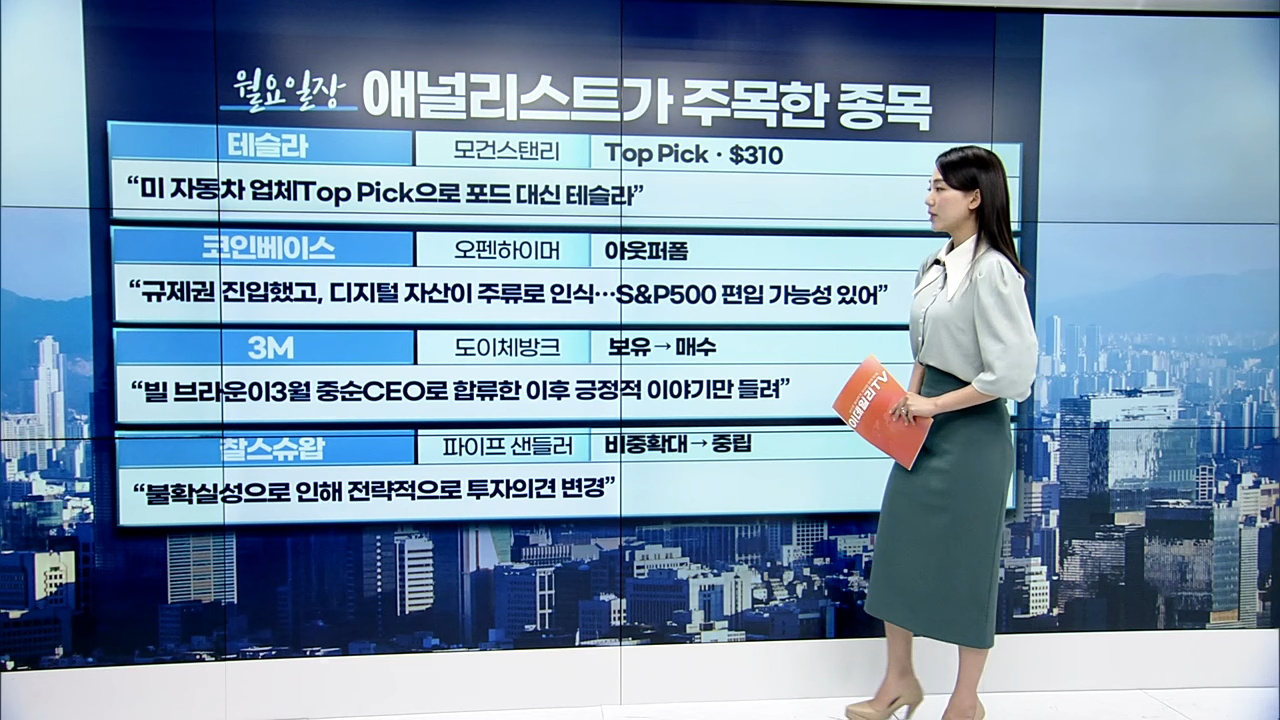 월요일장 애널리스트가 주목한 종목
테슬라 모건스탠리 Top Pick · $310
“미 자동차 업체Top Pick으로 포드 대신 테슬라”
코인베이스 오펜하이머 아웃퍼폼
“규제권 진입했고, 디지털 자산이 주류로 인식…S&P500 편입 가능성 있어”
3M 도이체방크 보유→매수
“빌 브라운이3월 중순CEO로 합류한 이후 긍정적 이야기만 들려”
찰스슈왑 파이프 샌들러 비중확대→중립
“불확실성으로 인해 전략적으로 투자의견 변경”
이데일리TV